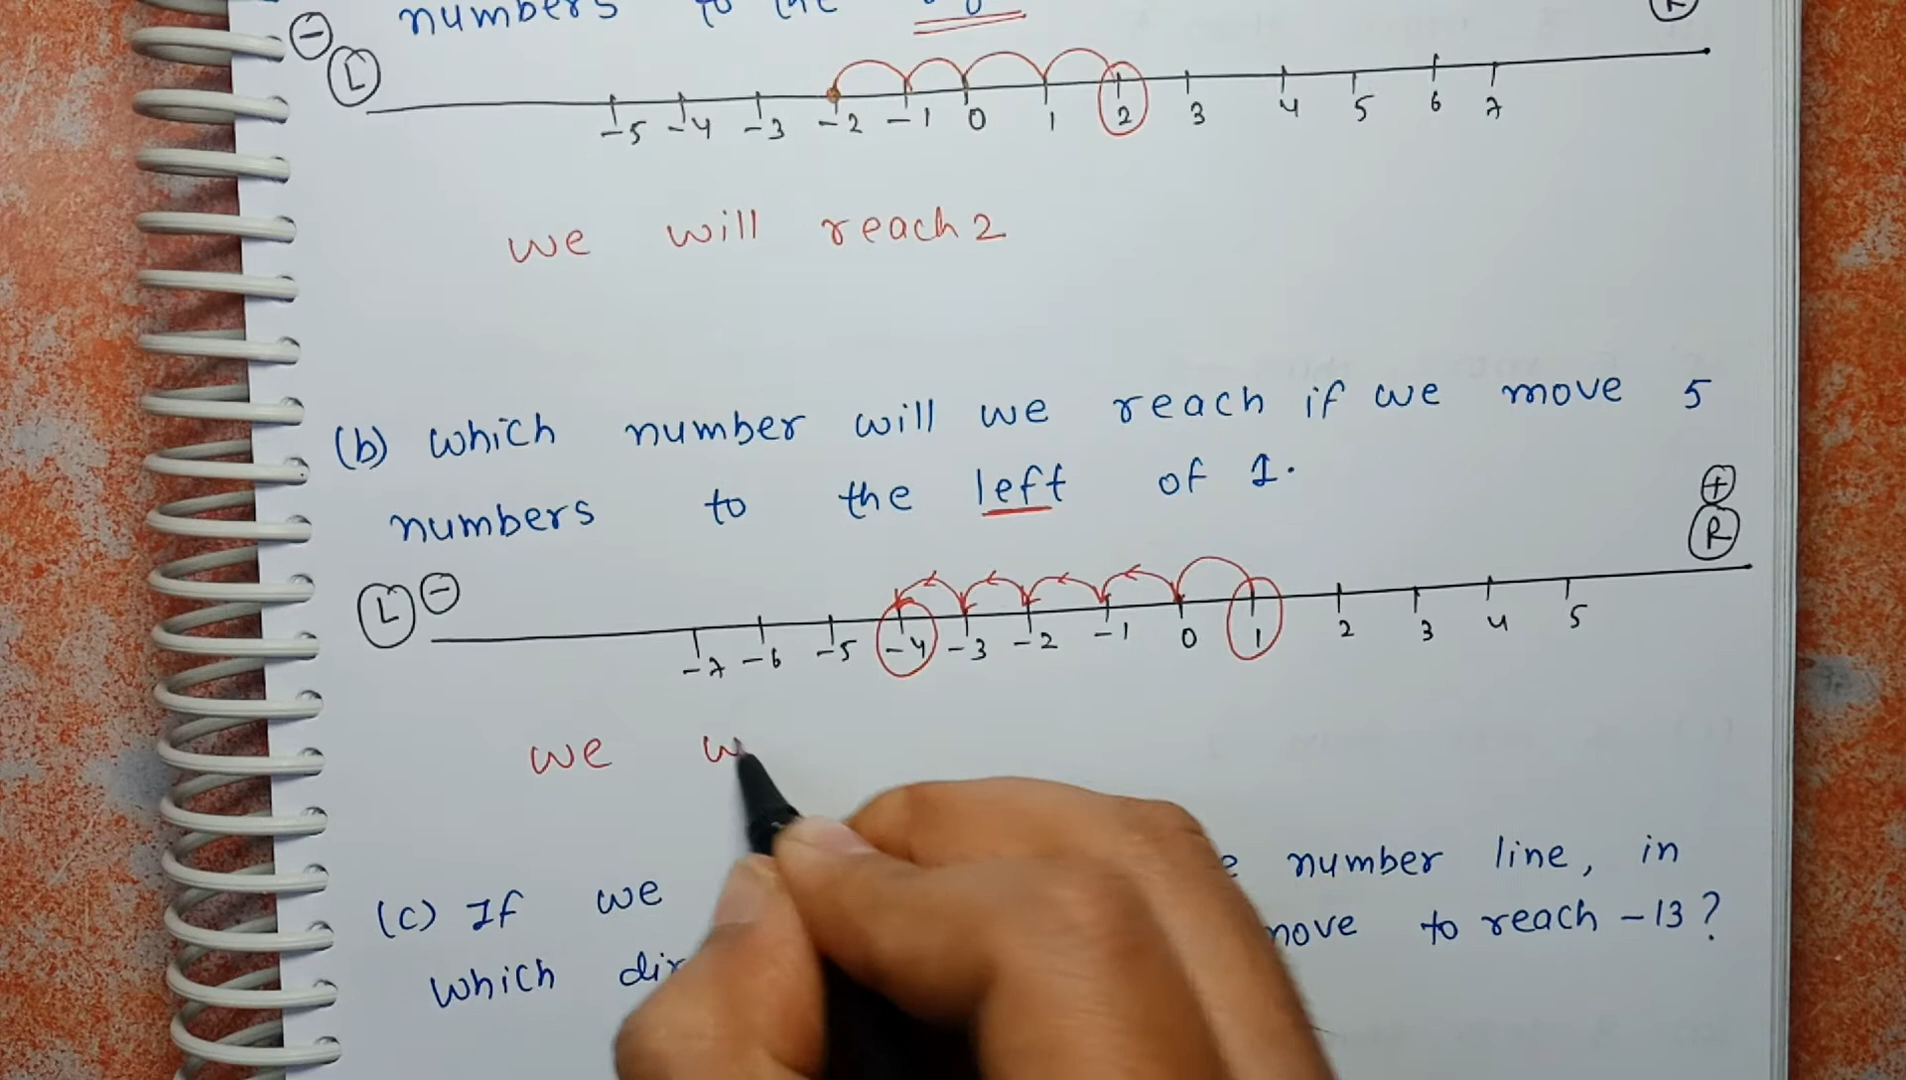 numbers to the
- L
-5 -4 -3 -2 -1 0 1 2 3 4 5 6 7
we will reach 2
(b) which number will we reach if we move 5
numbers to the left of 1.
+
R
L -
-7 -6 -5 -4 -3 -2 -1 0 1 2 3 4 5
we w
(c) If we number line, in
which move to reach -13?